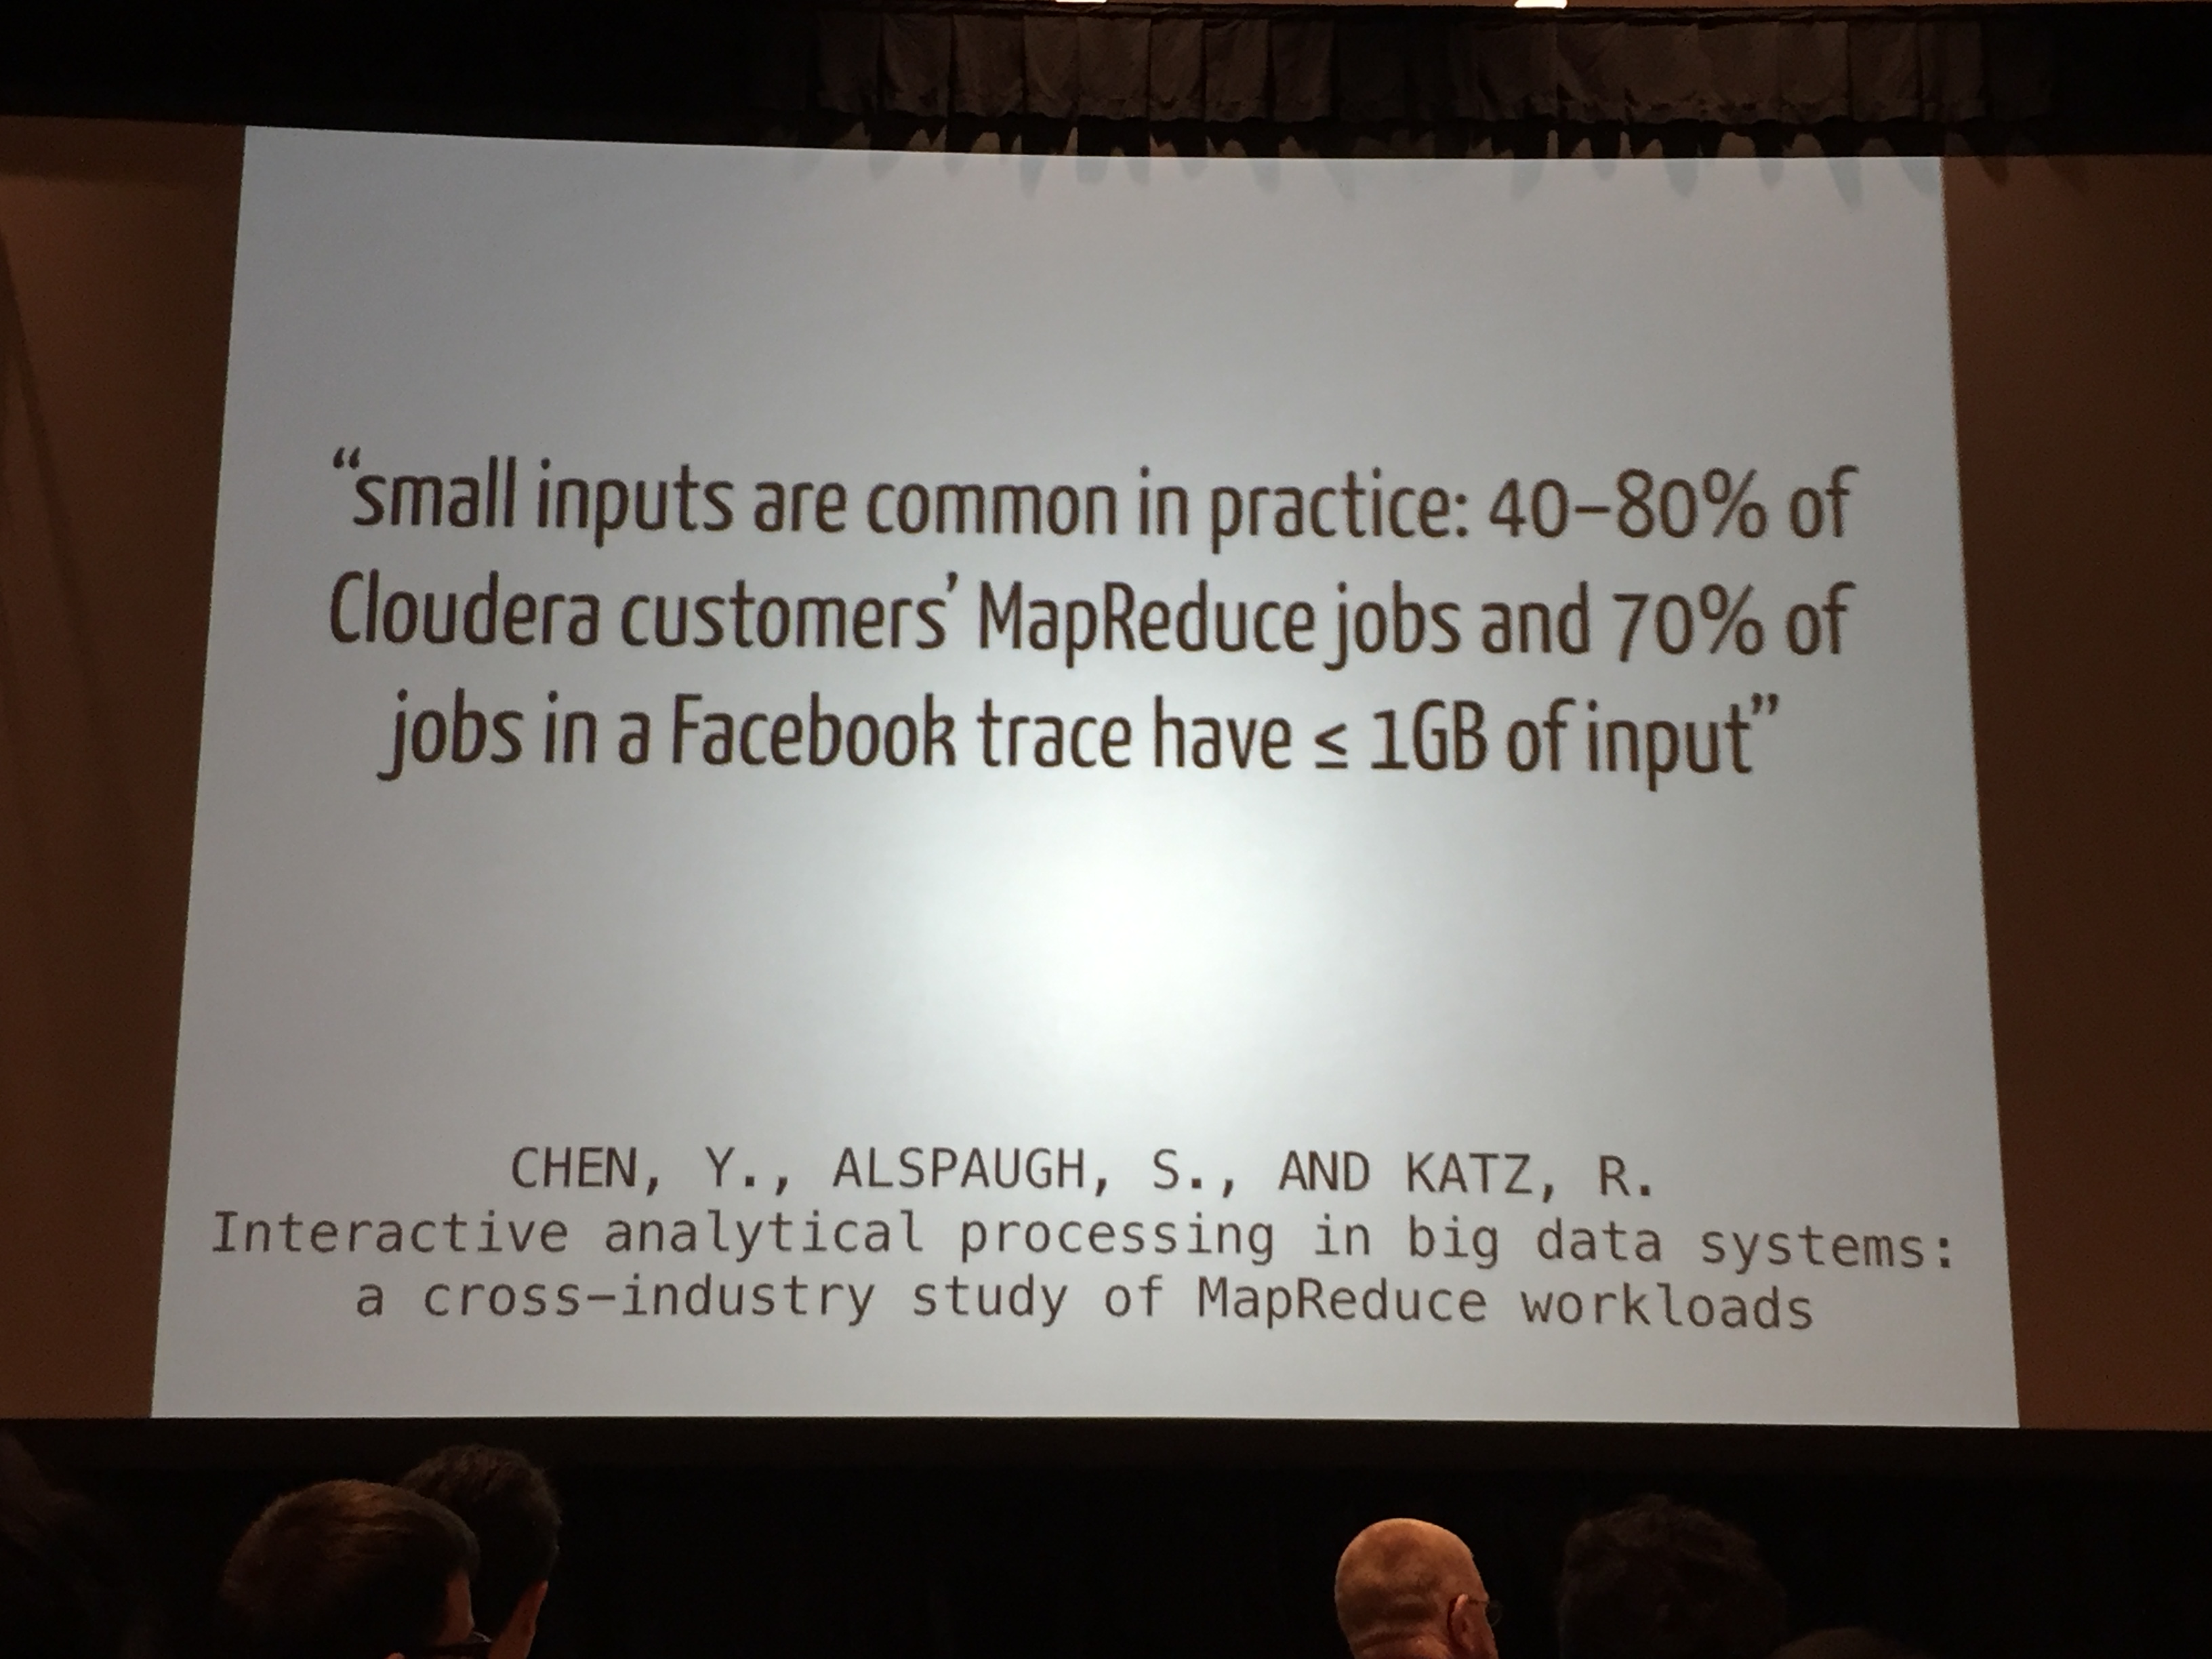 “small inputs are common in practice: 40–80% of
Cloudera customers’ MapReduce jobs and 70% of
jobs in a Facebook trace have ≤ 1GB of input”
CHEN, Y., ALSPAUGH, S., AND KATZ, R.
Interactive analytical processing in big data systems:
a cross–industry study of MapReduce workloads